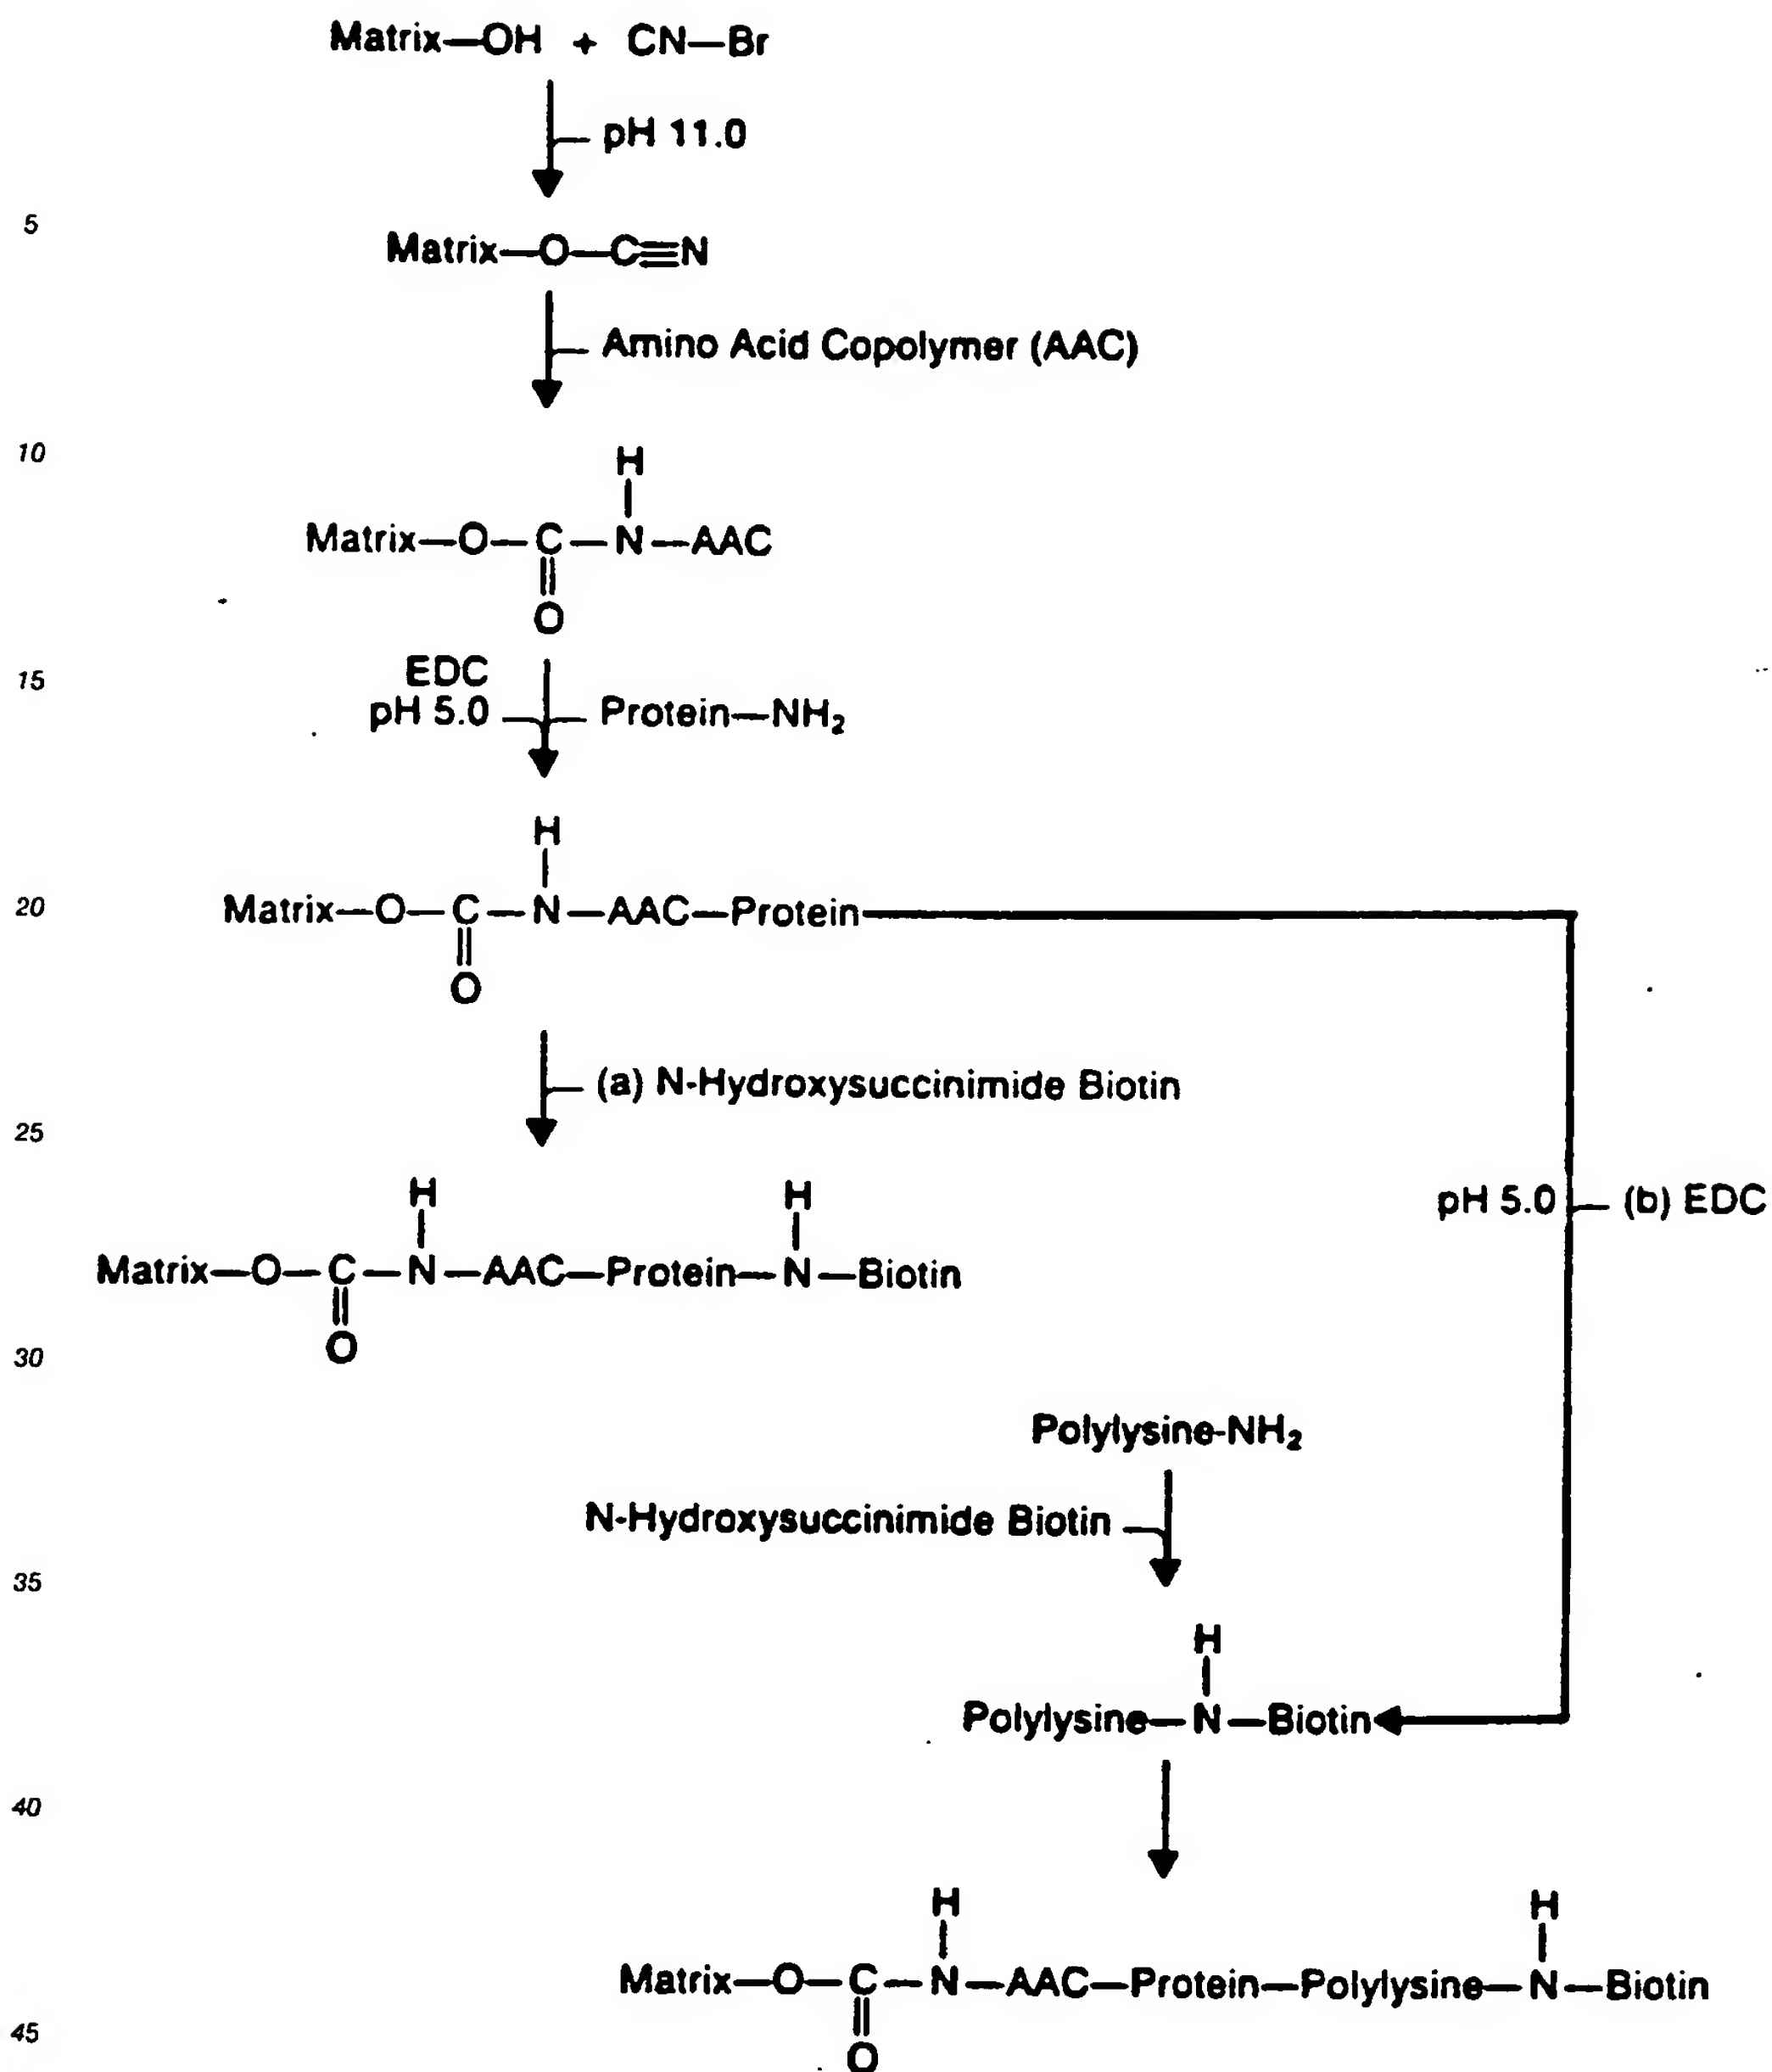 Matrix—OH + CN—Br
pH 11.0
5
Matrix—O—C≡N
Amino Acid Copolymer (AAC)
10
H
Matrix—O—C—N—AAC
O
EDC
15
pH 5.0
Protein—NH₂
H
20
Matrix—O—C—N—AAC—Protein
O
(a) N-Hydroxysuccinimide Biotin
25
H H
pH 5.0 (b) EDC
Matrix—O—C—N—AAC—Protein—N—Biotin
O
30
Polylysine-NH₂
N-Hydroxysuccinimide Biotin
35
H
Polylysine—N—Biotin
40
H H
Matrix—O—C—N—AAC—Protein—Polylysine—N—Biotin
45
O